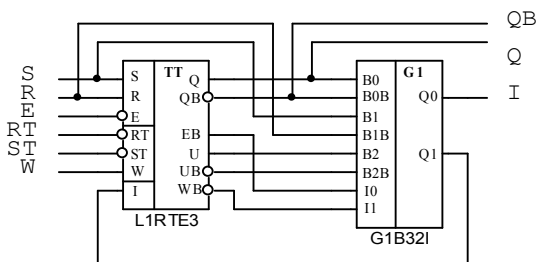 QB
Q
I
S
R
E
RT
ST
W
S
R
E
RT
ST
W
I
TT
Q
QB
EB
U
UB
WB
L1RTE3
B0
B0B
B1
B1B
B2
B2B
I0
I1
G1
Q0
Q1
G1B32I